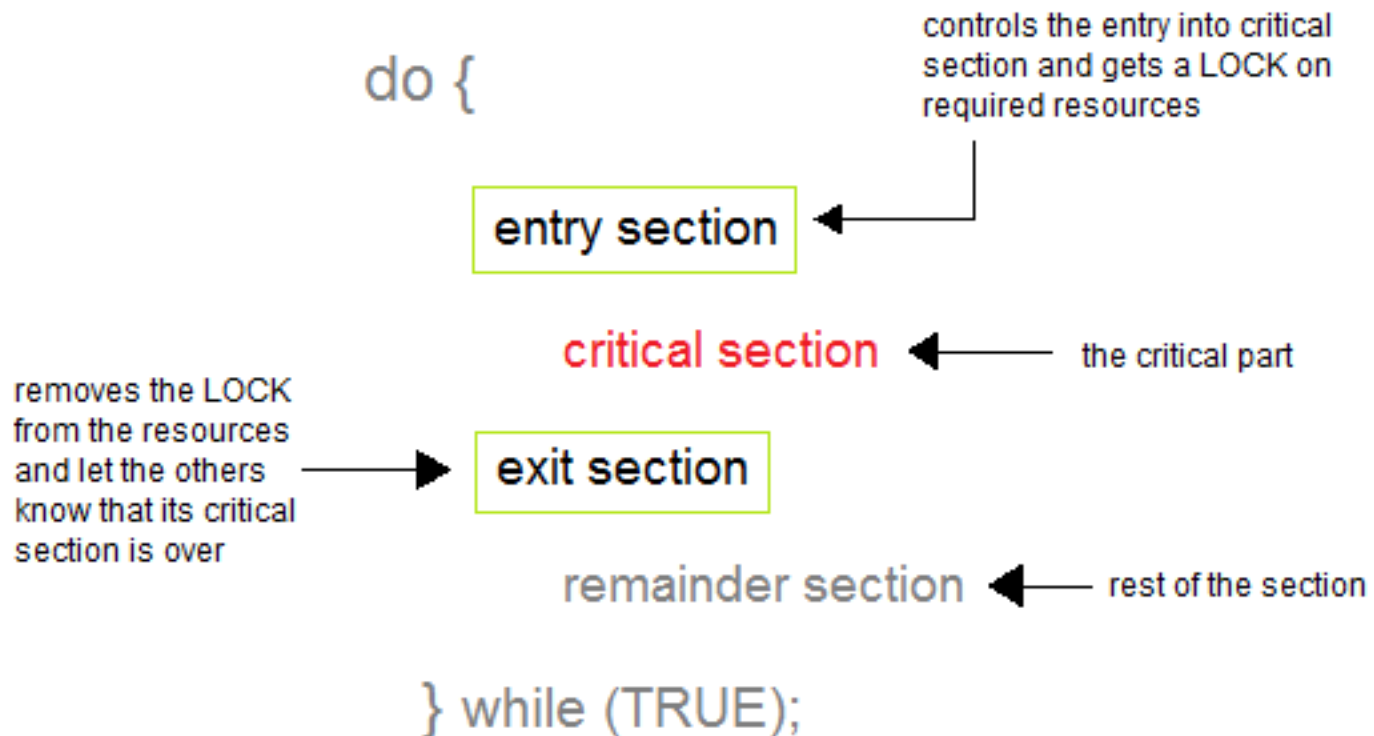 do {
controls the entry into critical
section and gets a LOCK on
required resources
entry section
critical section
the critical part
removes the LOCK
from the resources
and let the others
know that its critical
section is over
exit section
remainder section
rest of the section
} while (TRUE);